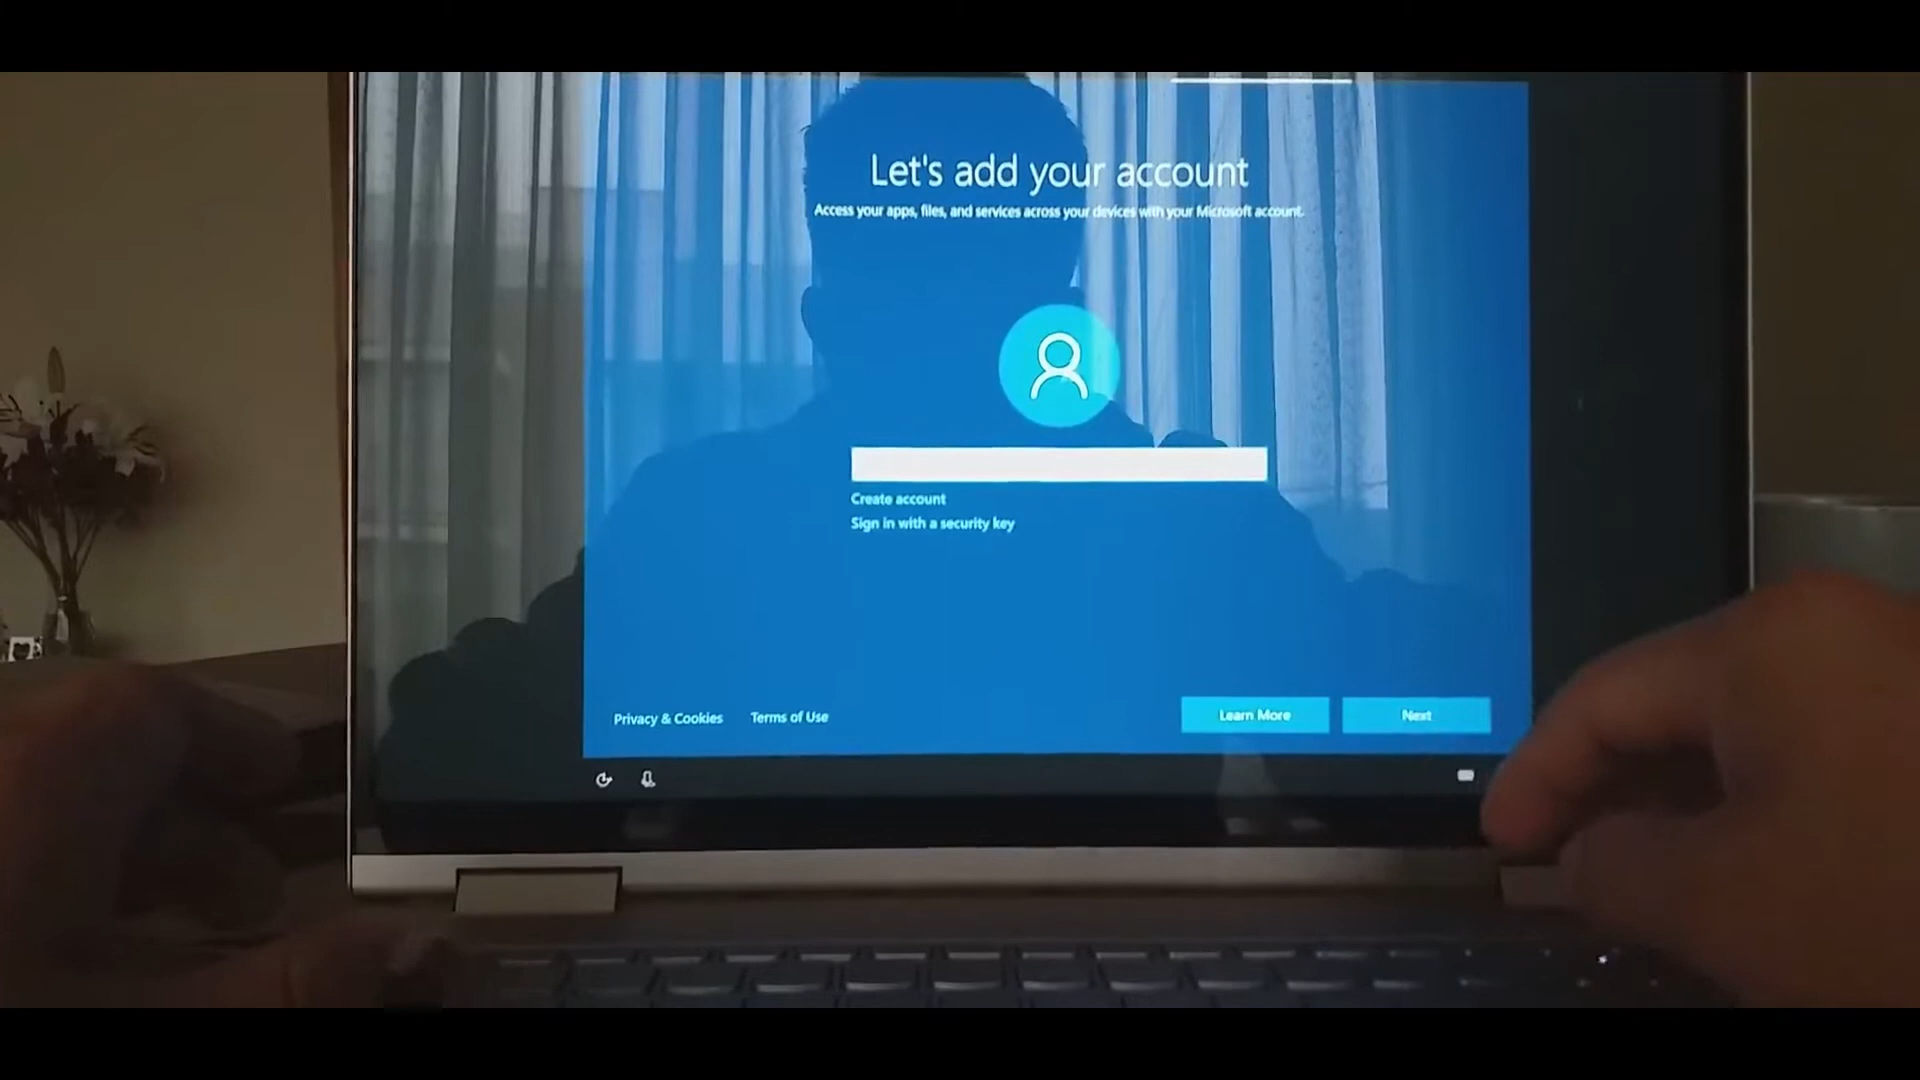 Let's add your account
Access your apps, files, and services across your devices with your Microsoft account.
Create account
Sign in with a security key
Privacy & Cookies
Terms of Use
Learn More
Next